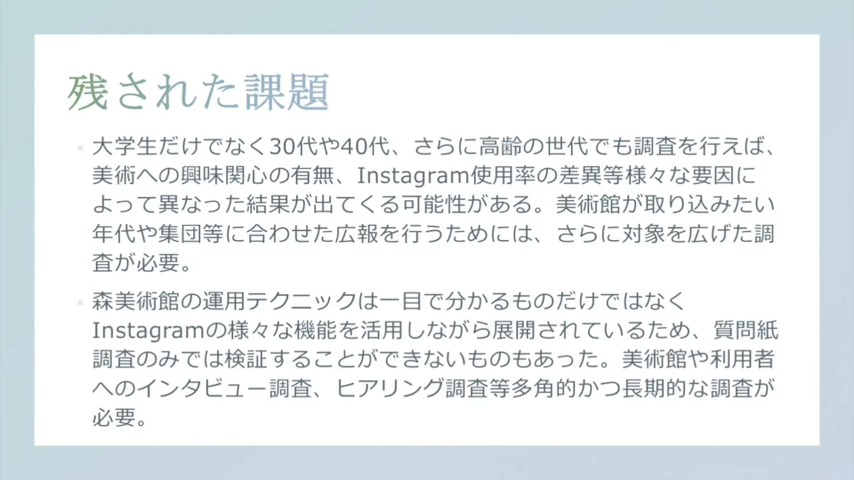 残された課題
大学生だけでなく30代や40代、さらに高齢の世代でも調査を行えば、
美術への興味関心の有無、Instagram使用率の差異等様々な要因に
よって異なった結果が出てくる可能性がある。美術館が取り込みたい
年代や集団等に合わせた広報を行うためには、さらに対象を広げた調
査が必要。
森美術館の運用テクニックは一目で分かるものだけではなく
Instagramの様々な機能を活用しながら展開されているため、質問紙
調査のみでは検証することができないものもあった。美術館や利用者
へのインタビュー調査、ヒアリング調査等多角的かつ長期的な調査が
必要。